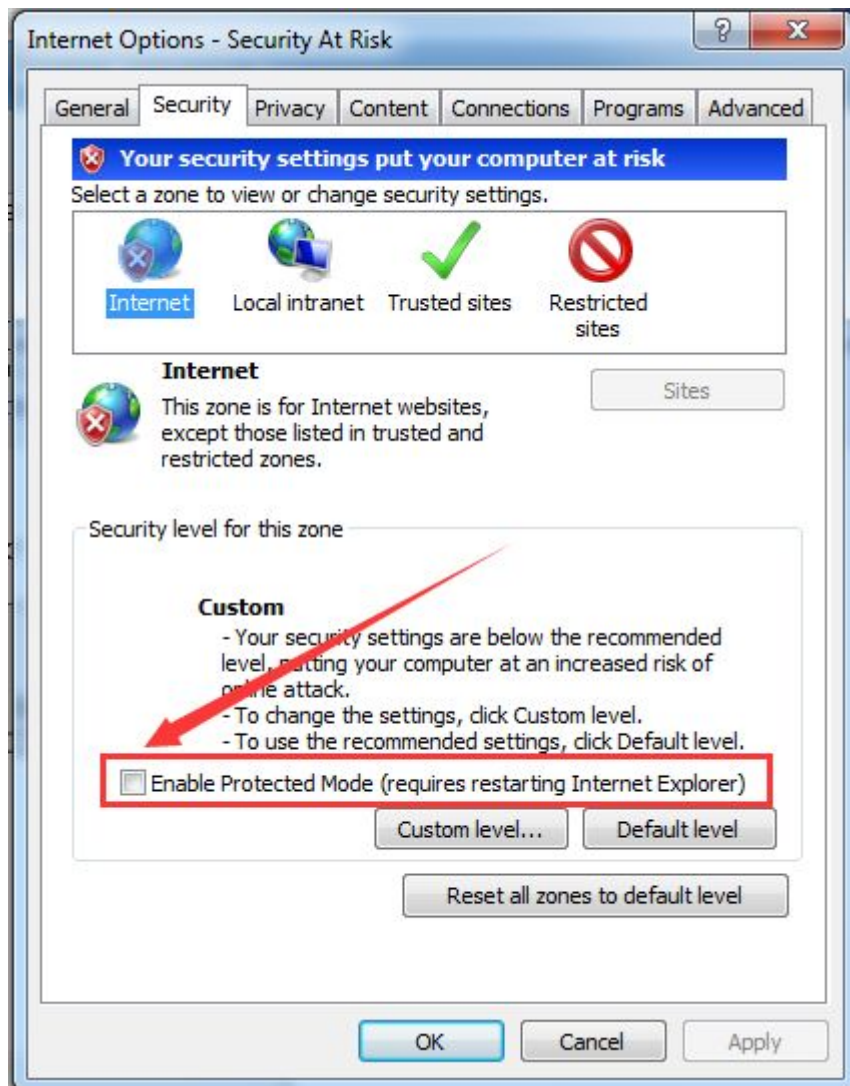 Internet Options - Security At Risk
General Security Privacy Content Connections Programs Advanced
Your security settings put your computer at risk
Select a zone to view or change security settings.
Internet Local intranet Trusted sites Restricted
sites
Internet
Sites
This zone is for Internet websites,
except those listed in trusted and
restricted zones.
Security level for this zone
Custom
- Your security settings are below the recommended
level, putting your computer at an increased risk of
online attack.
- To change the settings, click Custom level.
- To use the recommended settings, click Default level.
Enable Protected Mode (requires restarting Internet Explorer)
Custom level... Default level
Reset all zones to default level
OK Cancel Apply